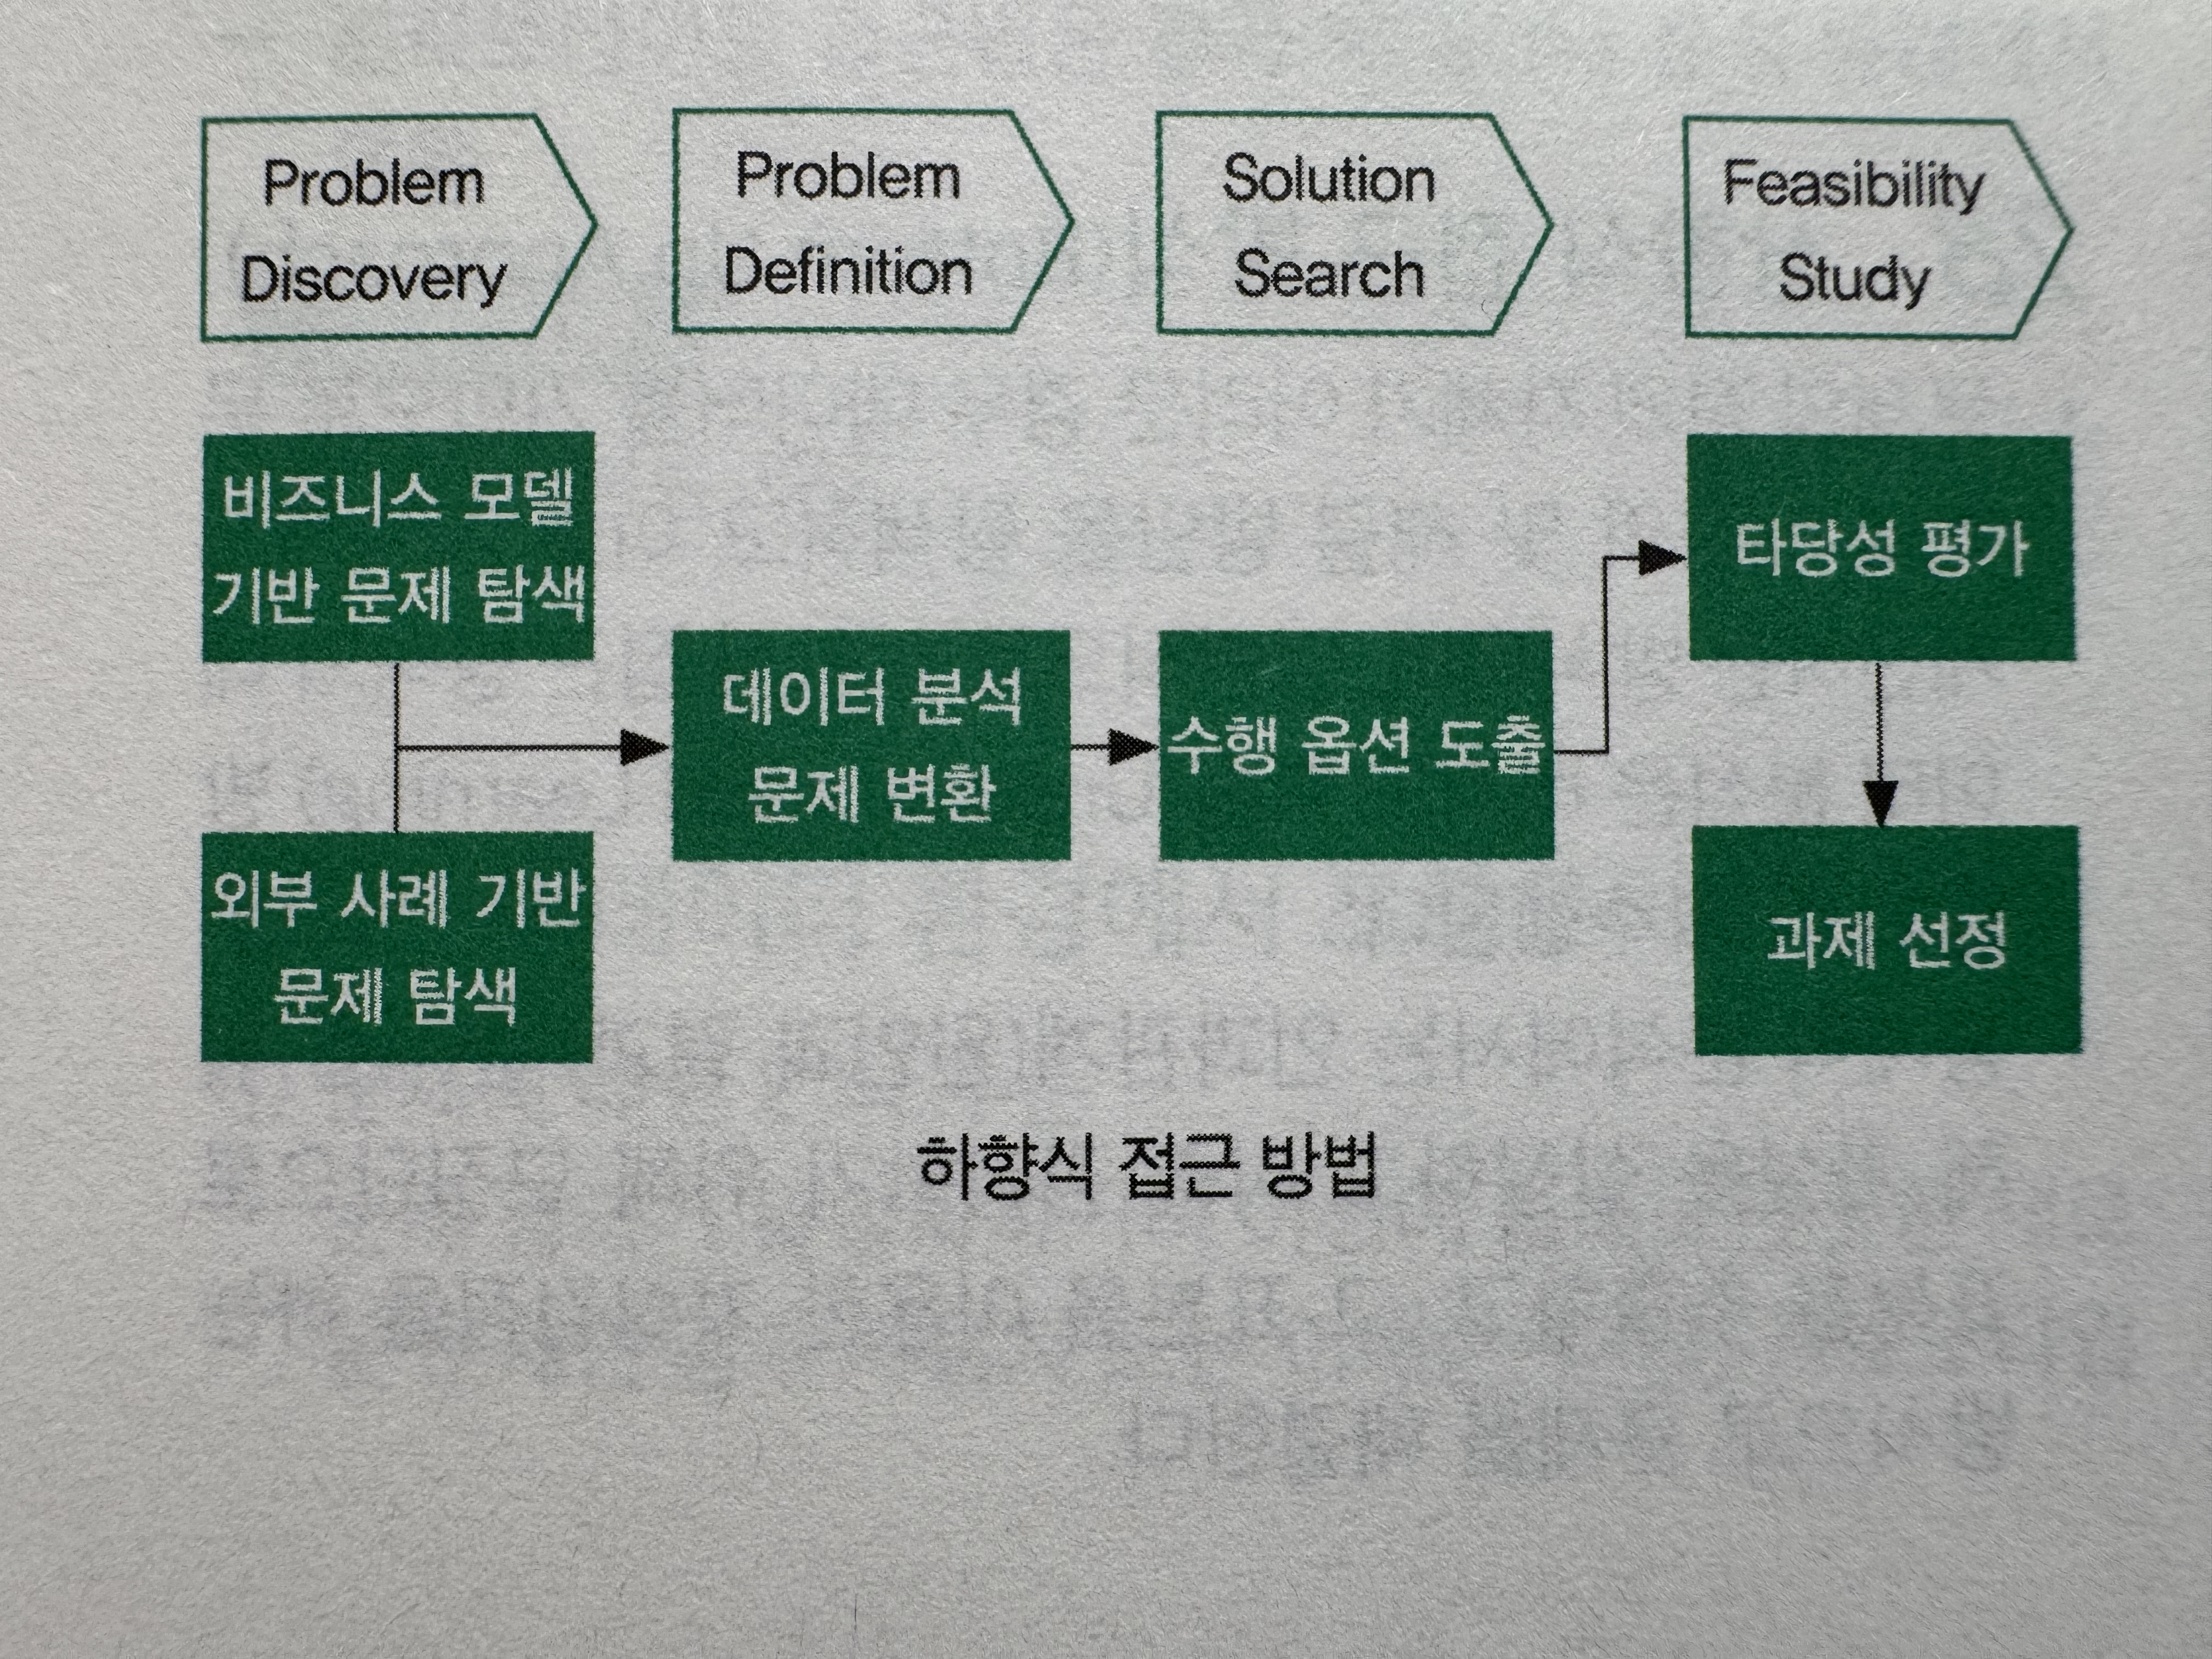 Problem
Discovery
Problem
Definition
Solution
Search
Feasibility
Study
비즈니스 모델
기반 문제 탐색
외부 사례 기반
문제 탐색
데이터 분석
문제 변환
수행 옵션 도출
타당성 평가
과제 선정
하향식 접근 방법